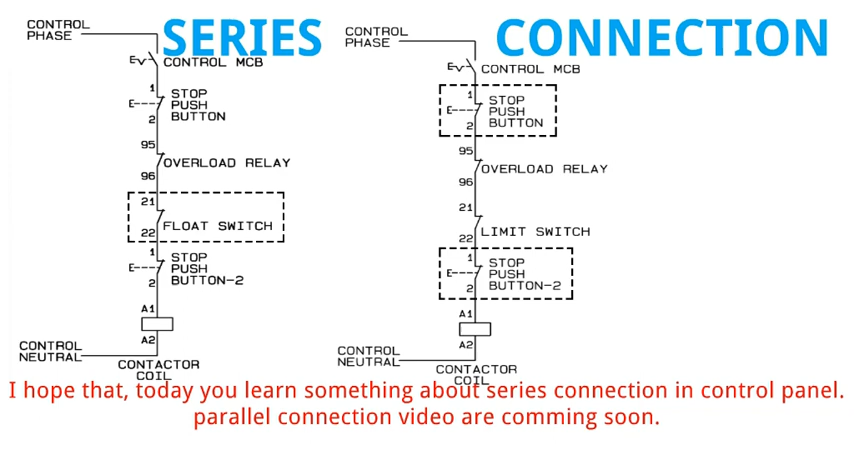 SERIES CONNECTION
CONTROL
PHASE
CONTROL MCB
1
STOP
PUSH
BUTTON
2
95
OVERLOAD RELAY
96
21
FLOAT SWITCH
22
1
STOP
PUSH
BUTTON-2
2
A1
A2
CONTROL
NEUTRAL
CONTACTOR
COIL
CONTROL
PHASE
CONTROL MCB
1
STOP
PUSH
BUTTON
2
95
OVERLOAD RELAY
96
21
LIMIT SWITCH
22
1
STOP
PUSH
BUTTON-2
2
A1
A2
CONTROL
NEUTRAL
CONTACTOR
COIL
I hope that, today you learn something about series connection in control panel.
parallel connection video are comming soon.